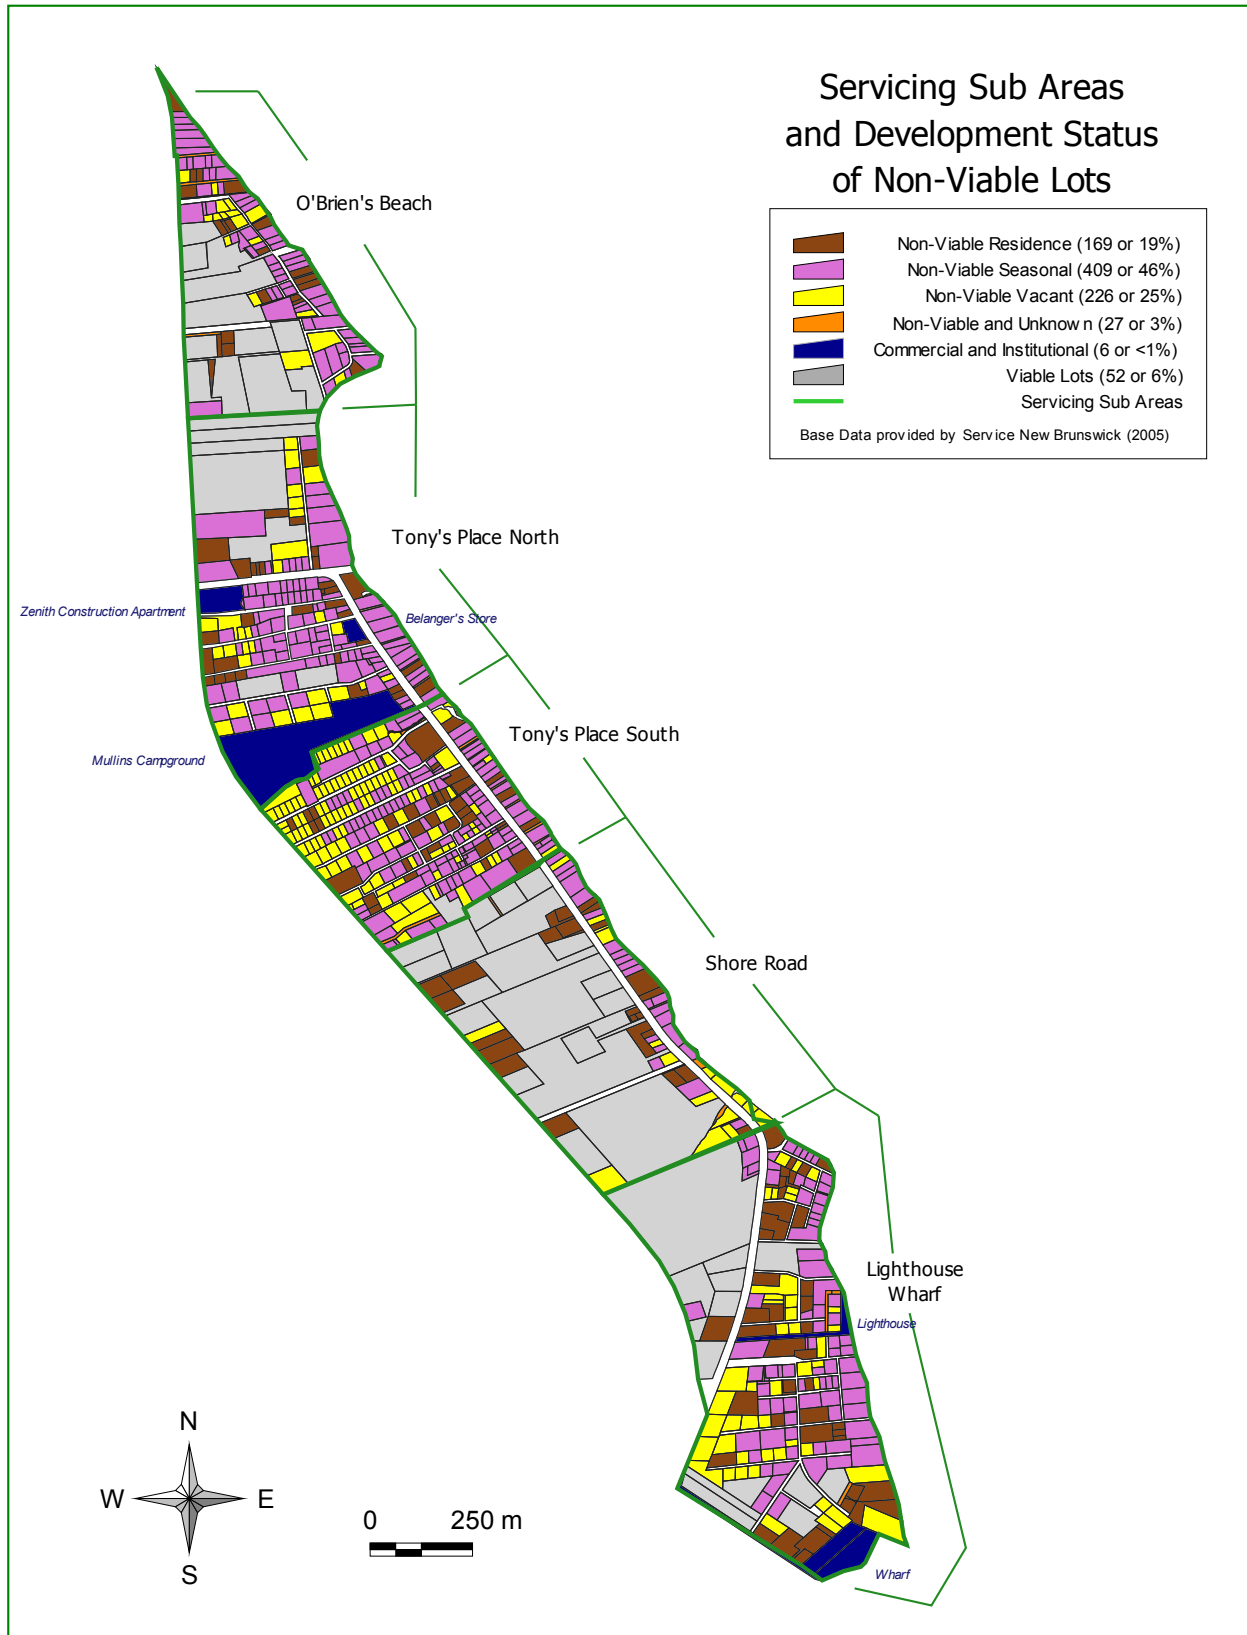 Servicing Sub Areas
and Development Status
of Non-Viable Lots
Non-Viable Residence (169 or 19%)
Non-Viable Seasonal (409 or 46%)
Non-Viable Vacant (226 or 25%)
Non-Viable and Unknown (27 or 3%)
Commercial and Institutional (6 or <1%)
Viable Lots (52 or 6%)
Servicing Sub Areas
Base Data provided by Service New Brunswick (2005)
O'Brien's Beach
Tony's Place North
Zenith Construction Apartment
Belanger's Store
Tony's Place South
Mullins Campground
Shore Road
Lighthouse
Wharf
Lighthouse
Wharf
N
W E
S
0 250 m